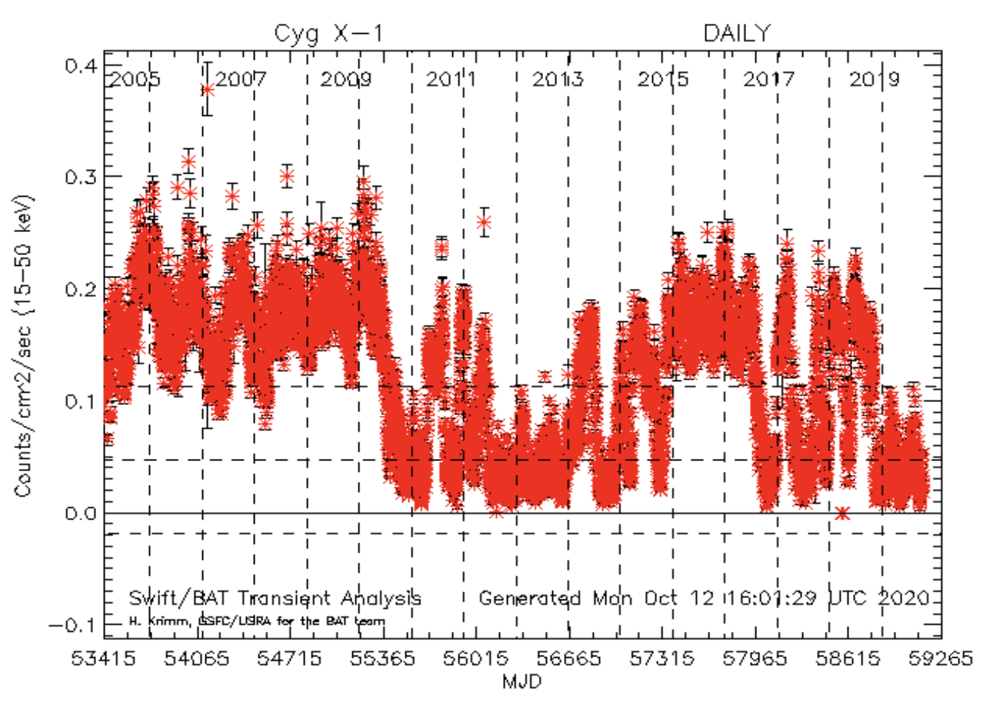 Cyg X-1 DAILY
2005 2007 2009 2011 2013 2015 2017 2019
0.4
0.3
0.2
0.1
0.0
-0.1
Counts/cm2/sec (15-50 keV)
Swift/BAT Transient Analysis Generated Mon Oct 12 16:01:29 UTC 2020
H. Krimm, GSFC/USRA for the BAT team
53415 54065 54715 55365 56015 56665 57315 57965 58615 59265
MJD